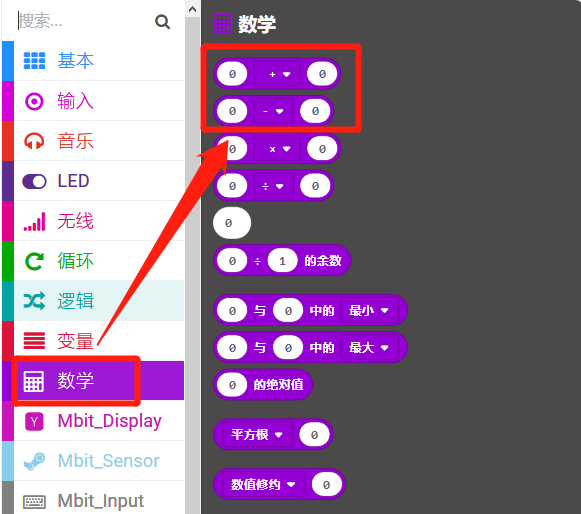 搜索...
基本
输入
音乐
LED
无线
循环
逻辑
变量
数学
Y Mbit_Display
Mbit_Sensor
Mbit_Input
数学
0 + 0
0 - 0
0 × 0
0 ÷ 0
0
0 ÷ 1 的余数
0 与 0 中的 最小
0 与 0 中的 最大
0 的绝对值
平方根 0
数值修约 0